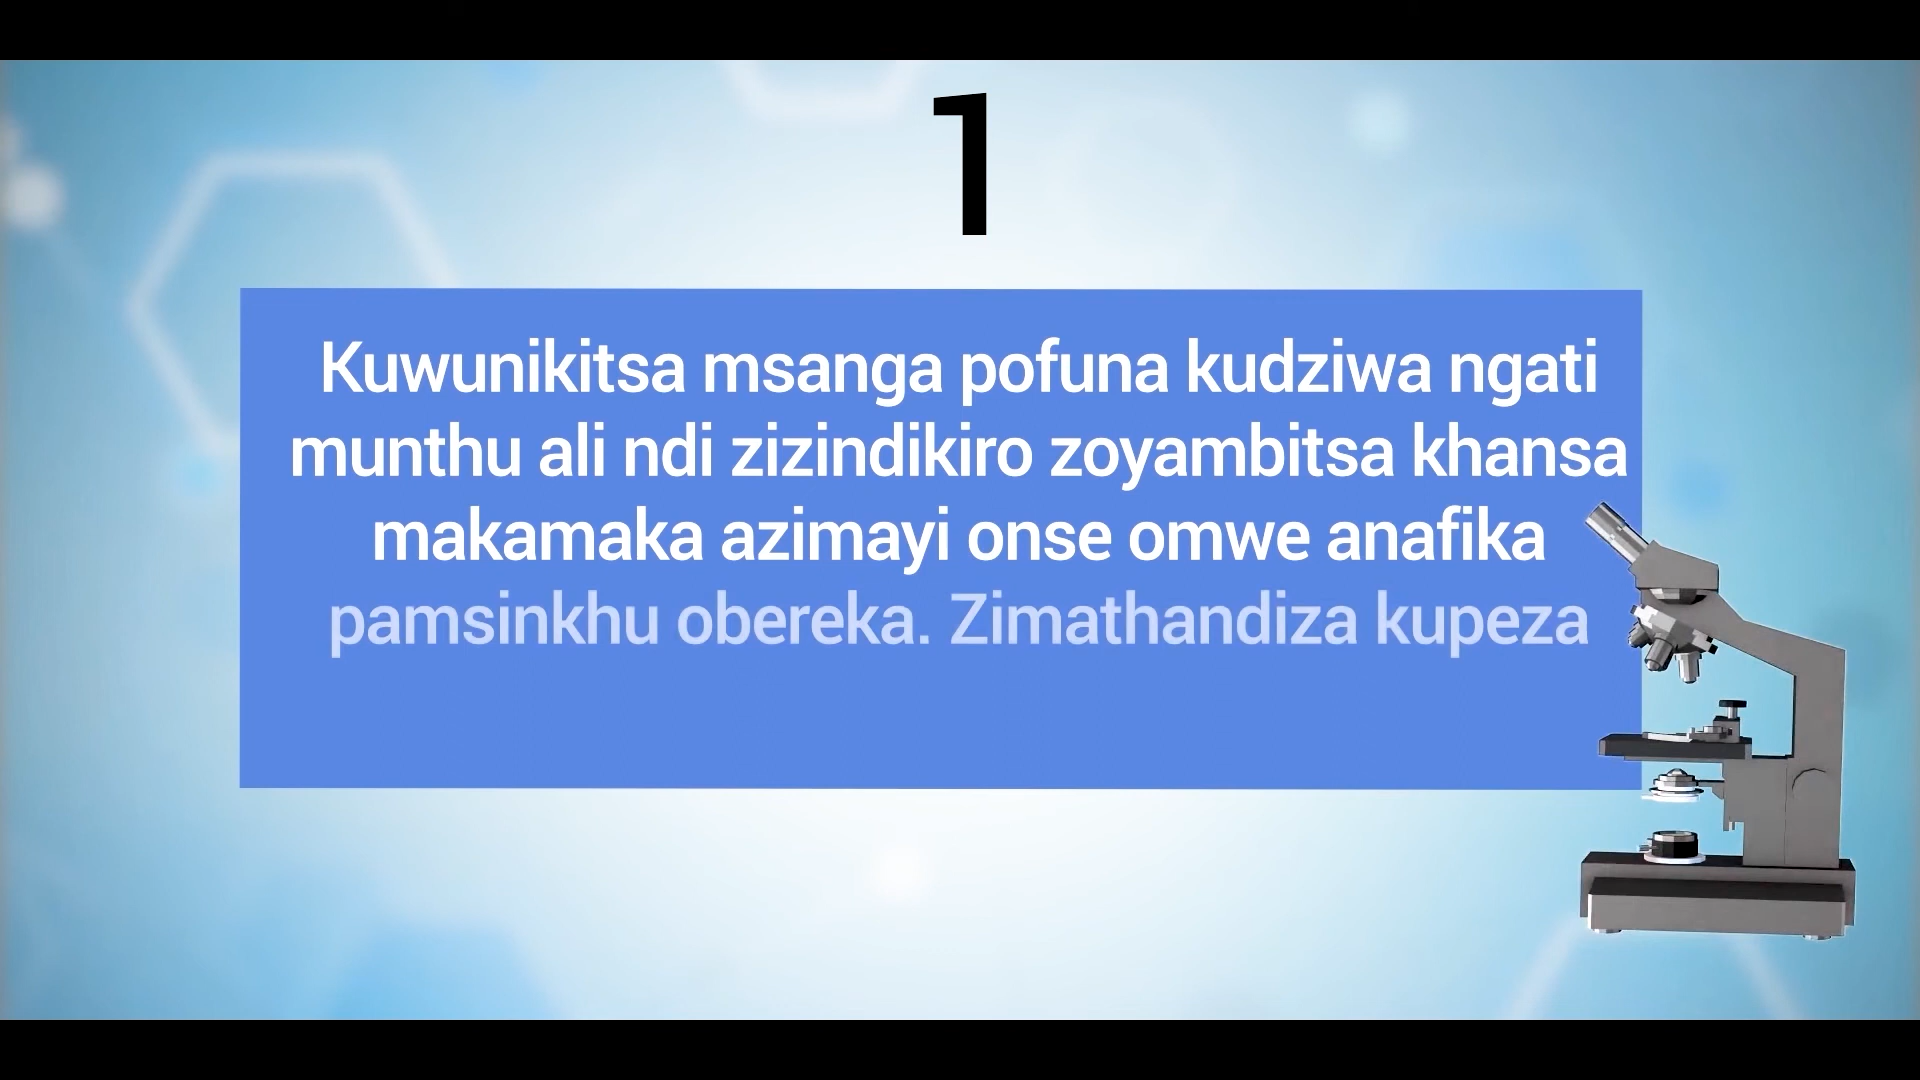 1
Kuwunikitsa msanga pofuna kudziwa ngati
munthu ali ndi zizindikiro zoyambitsa khansa
makamaka azimayi onse omwe anafika
pamsinkhu obereka. Zimathandiza kupeza